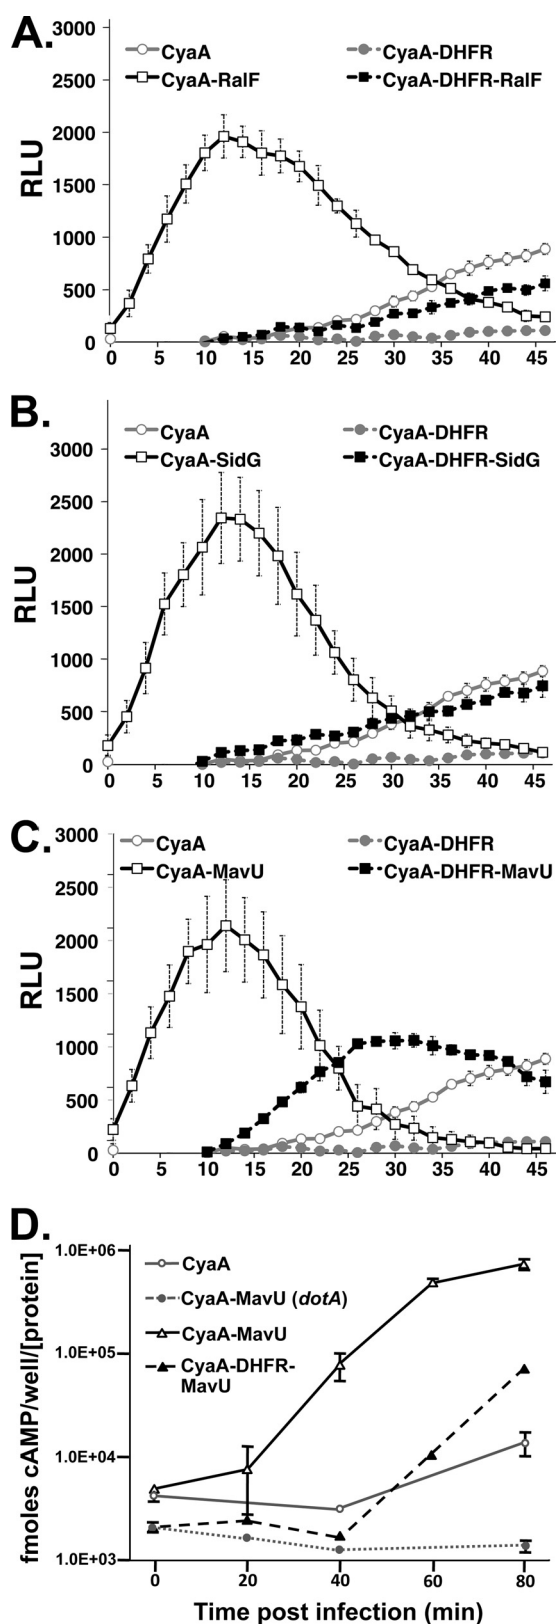 A.
3000
2500
2000
1500
1000
500
0
RLU
CyaA
CyaA-DHFR
CyaA-RalF
CyaA-DHFR-RalF
0 5 10 15 20 25 30 35 40 45
B.
3000
2500
2000
1500
1000
500
0
RLU
CyaA
CyaA-DHFR
CyaA-SidG
CyaA-DHFR-SidG
0 5 10 15 20 25 30 35 40 45
C.
3000
2500
2000
1500
1000
500
0
RLU
CyaA
CyaA-DHFR
CyaA-MavU
CyaA-DHFR-MavU
0 5 10 15 20 25 30 35 40 45
D.
1.0E+06
1.0E+05
1.0E+04
1.0E+03
fmoles cAMP/well/[protein]
CyaA
CyaA-MavU (dotA)
CyaA-MavU
CyaA-DHFR-
MavU
0 20 40 60 80
Time post infection (min)